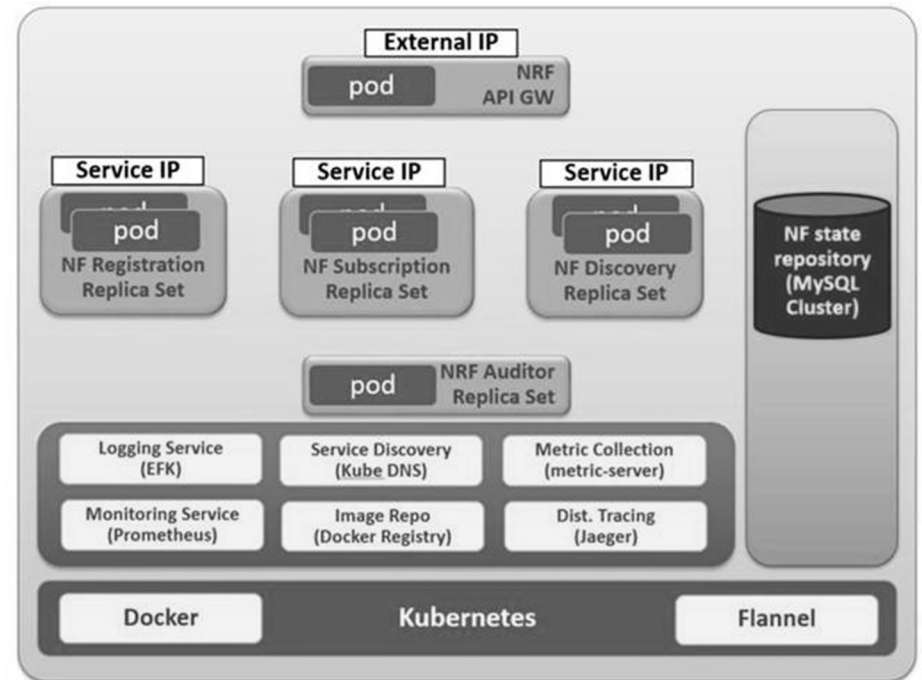 External IP
pod
NRF
API GW
Service IP
pod
pod
NF Registration
Replica Set
Service IP
pod
pod
NF Subscription
Replica Set
Service IP
pod
pod
NF Discovery
Replica Set
NF state
repository
(MySQL
Cluster)
pod
NRF Auditor
Replica Set
Logging Service
(EFK)
Service Discovery
(Kube DNS)
Metric Collection
(metric-server)
Monitoring Service
(Prometheus)
Image Repo
(Docker Registry)
Dist. Tracing
(Jaeger)
Docker
Kubernetes
Flannel